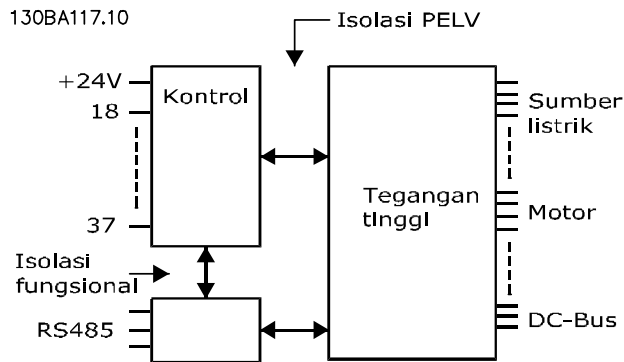 130BA117.10
Isolasi PELV
+24V
18
37
Kontrol
Tegangan
tInggI
Sumber
listrik
Motor
DC-Bus
Isolasi
fungsional
RS485